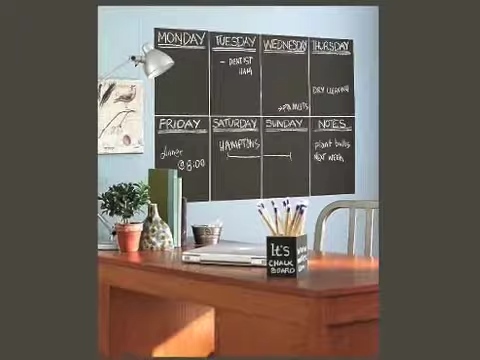 MONDAY
TUESDAY
WEDNESDAY
THURSDAY
- DENTIST
11AM
DRY CLEANING
FRIDAY
SATURDAY
SUNDAY
NOTES
dinner
@ 8:00
HAMPTONS
plant bulbs
NEXT WEEK
It's
CHALK
BOARD